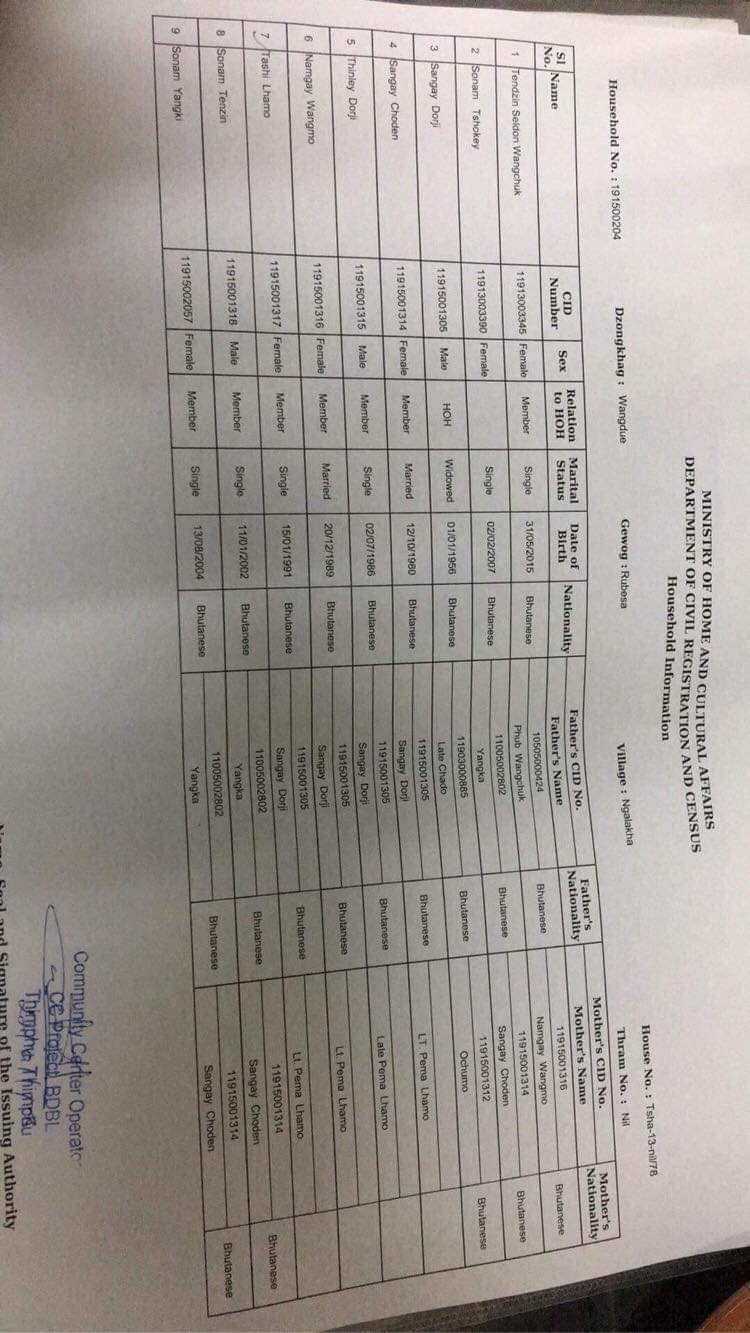 MINISTRY OF HOME AND CULTURAL AFFAIRS
DEPARTMENT OF CIVIL REGISTRATION AND CENSUS
Household Information
House No. : Tsha-13-nil/78
Household No. : 191500204 Dzongkhag : Wangdue Gewog : Rubesa Village : Ngalakha Thram No. : Nil
Sl No. Name CID Number Sex Relation to HOH Marital Status Date of Birth Nationality Father's CID No. Father's Name Father's Nationality Mother's CID No. Mother's Name Mother's Nationality
1 Tendzin Seldon Wangchuk 11913003345 Female Member Single 31/05/2015 Bhutanese 10505000424 Phub Wangchuk Bhutanese 11915001316 Namgay Wangmo Bhutanese
2 Sonam Tshokey 11913003390 Female Single 02/02/2007 Bhutanese 11005002802 Yangka Bhutanese 11915001314 Sangay Choden Bhutanese
3 Sangay Dorji 11915001305 Male HOH Widowed 01/01/1956 Bhutanese 11903000885 Late Chado Bhutanese 11915001312 Ochumo Bhutanese
4 Sangay Choden 11915001314 Female Member Married 12/10/1980 Bhutanese 11915001305 Sangay Dorji Bhutanese LT. Pema Lhamo
5 Thinley Dorji 11915001315 Male Member Single 02/07/1986 Bhutanese 11915001305 Sangay Dorji Bhutanese Late Pema Lhamo
6 Namgay Wangmo 11915001316 Female Member Married 20/12/1989 Bhutanese 11915001305 Sangay Dorji Bhutanese Lt. Pema Lhamo
7 Tashi Lhamo 11915001317 Female Member Single 15/01/1991 Bhutanese 11915001305 Sangay Dorji Bhutanese Lt. Pema Lhamo
8 Sonam Tenzin 11915001318 Male Member Single 11/01/2002 Bhutanese 11005002802 Yangka Bhutanese 11915001314 Sangay Choden Bhutanese
9 Sonam Yangki 11915002057 Female Member Single 13/08/2004 Bhutanese 11005002802 Yangka Bhutanese 11915001314 Sangay Choden Bhutanese
Community Center Operator
CC Project BDBL
Thimphu Thimphu
Name, Seal and Signature of the Issuing Authority